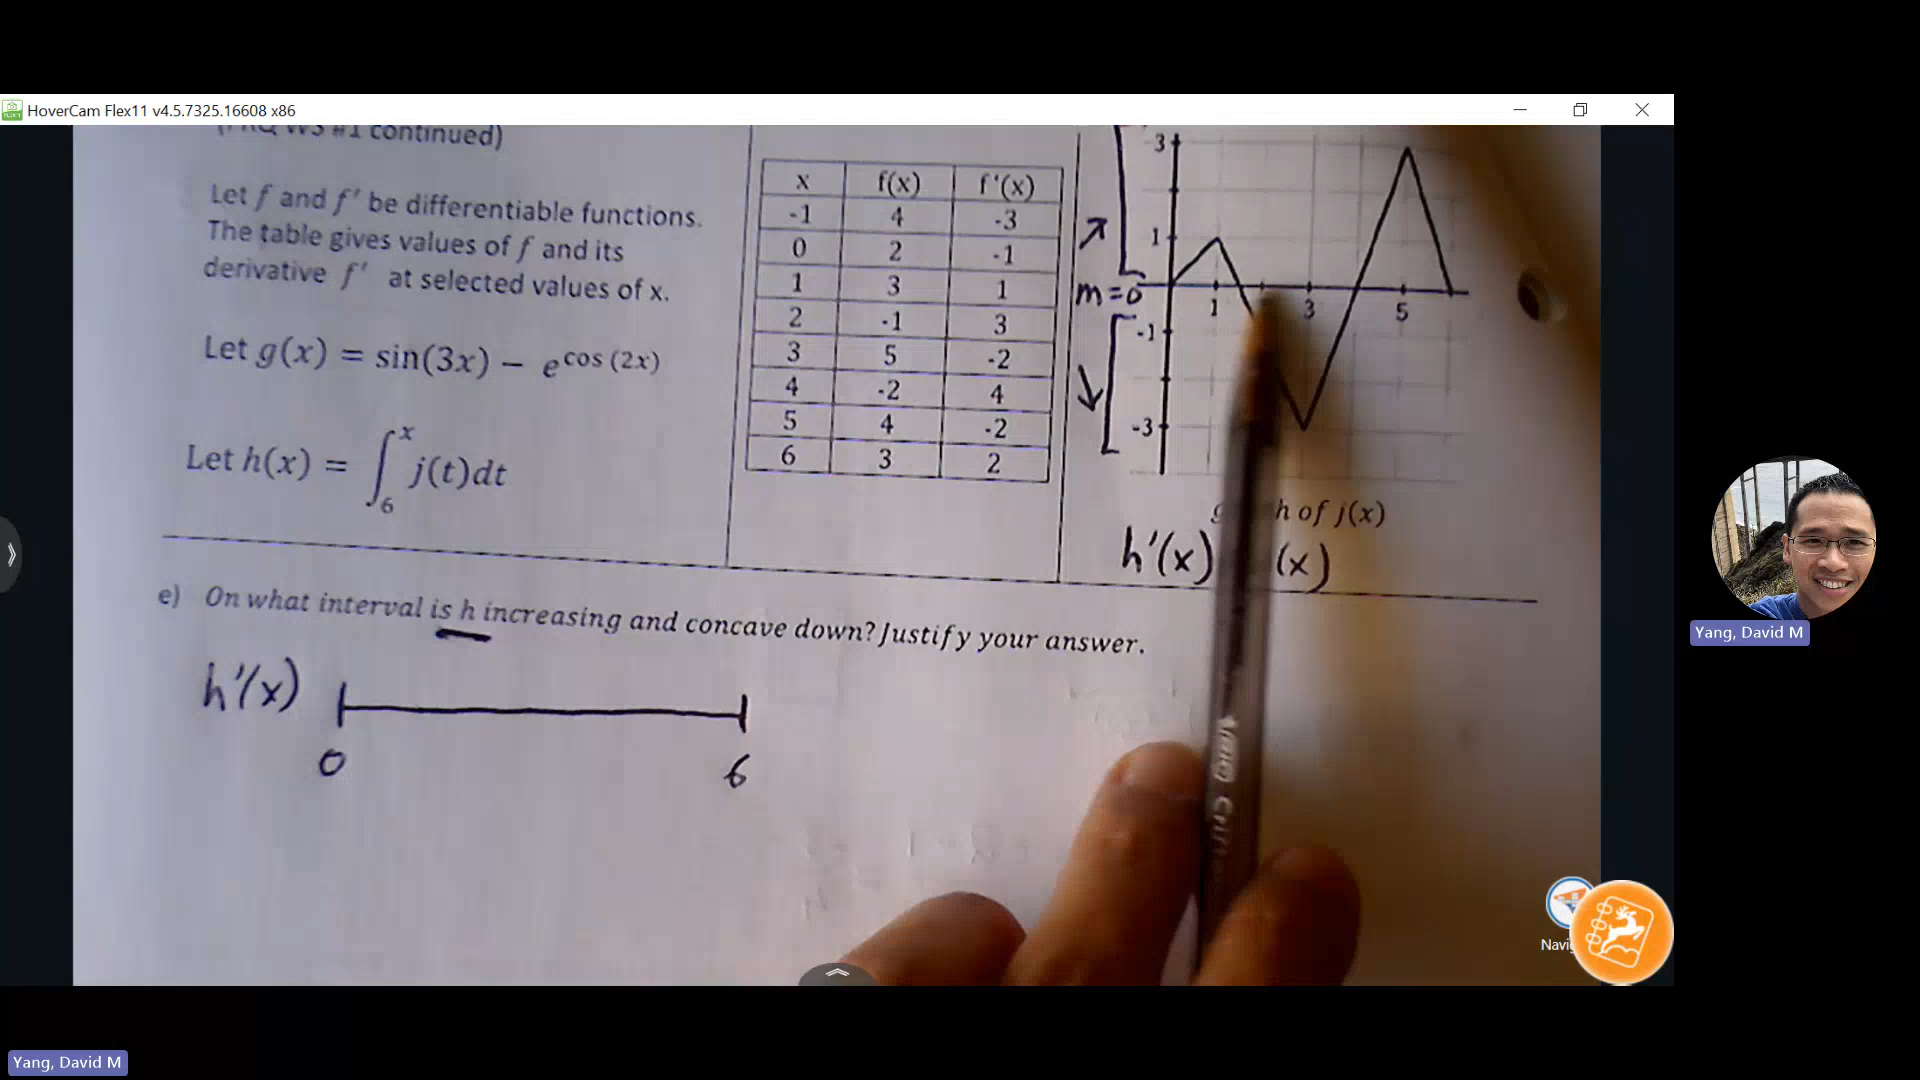 HoverCam Flex11 v4.5.7325.16608 x86
(FRQ WS #1 continued)
Let f and f' be differentiable functions.
The table gives values of f and its
derivative f' at selected values of x.
Let g(x) = sin(3x) − e^cos (2x)
Let h(x) = ∫_6^x j(t)dt
x f(x) f'(x)
-1 4 -3
0 2 -1
1 3 1
2 -1 3
3 5 -2
4 -2 4
5 4 -2
6 3 2
3
↗ 1
m=0
1 3 5
-1
↘ -3
h of j(x)
h'(x) (x)
e) On what interval is h increasing and concave down? Justify your answer.
h'(x)
0 6
Yang, David M
Yang, David M